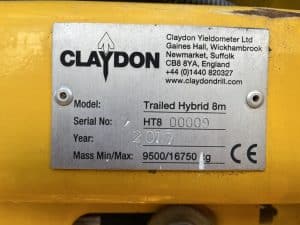 Claydon Yieldometer Ltd
Gaines Hall, Wickhambrook
Newmarket, Suffolk
CB8 8YA, England
+44 (0)1440 820327
www.claydondrill.com
CLAYDON
Model: Trailed Hybrid 8m
Serial No: HT8 00009
Year: 2017
Mass Min/Max: 9500/16750 kg
CE